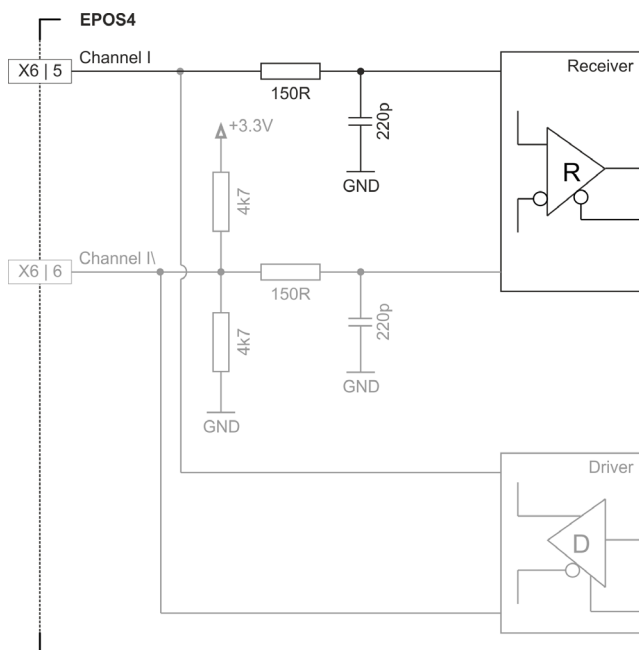 EPOS4
X6 | 5
Channel I
Receiver
150R
220p
+3.3V
GND
R
4k7
X6 | 6
Channel I\
150R
4k7
220p
GND
GND
Driver
D